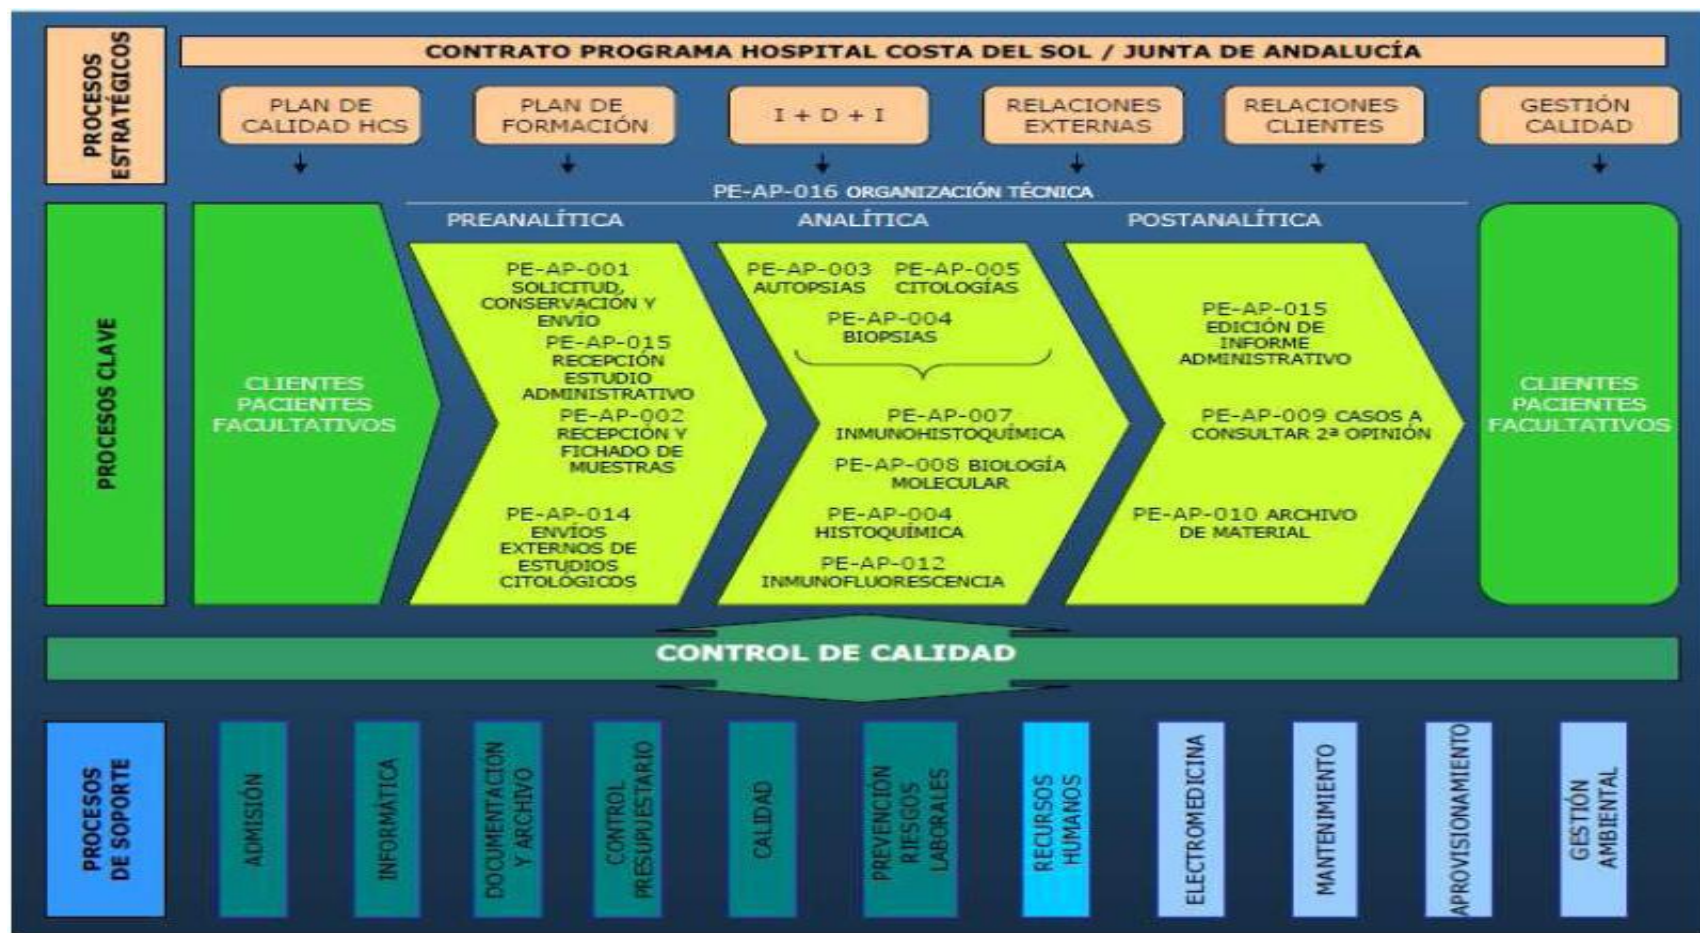 PROCESOS
ESTRATÉGICOS
CONTRATO PROGRAMA HOSPITAL COSTA DEL SOL / JUNTA DE ANDALUCÍA
PLAN DE
CALIDAD HCS
PLAN DE
FORMACIÓN
I + D + I
RELACIONES
EXTERNAS
RELACIONES
CLIENTES
GESTIÓN
CALIDAD
PROCESOS CLAVE
PE-AP-016 ORGANIZACIÓN TÉCNICA
CLIENTES
PACIENTES
FACULTATIVOS
PREANALÍTICA
PE-AP-001
SOLICITUD,
CONSERVACIÓN Y
ENVÍO
PE-AP-015
RECEPCIÓN
ESTUDIO
ADMINISTRATIVO
PE-AP-002
RECEPCIÓN Y
FICHADO DE
MUESTRAS
PE-AP-014
ENVÍOS
EXTERNOS DE
ESTUDIOS
CITOLÓGICOS
ANALÍTICA
PE-AP-003
AUTOPSIAS
PE-AP-005
CITOLOGÍAS
PE-AP-004
BIOPSIAS
PE-AP-007
INMUNOHISTOQUÍMICA
PE-AP-008 BIOLOGÍA
MOLECULAR
PE-AP-004
HISTOQUÍMICA
PE-AP-012
INMUNOFLUORESCENCIA
POSTANALÍTICA
PE-AP-015
EDICIÓN DE
INFORME
ADMINISTRATIVO
PE-AP-009 CASOS A
CONSULTAR 2ª OPINIÓN
PE-AP-010 ARCHIVO
DE MATERIAL
CLIENTES
PACIENTES
FACULTATIVOS
CONTROL DE CALIDAD
PROCESOS
DE SOPORTE
ADMISIÓN
INFORMÁTICA
DOCUMENTACION
Y ARCHIVO
CONTROL
PRESUPUESTARIO
CALIDAD
PREVENCIÓN
RIESGOS
LABORALES
RECURSOS
HUMANOS
ELECTROMEDICINA
MANTENIMIENTO
APROVISIONAMIENTO
GESTIÓN
AMBIENTAL